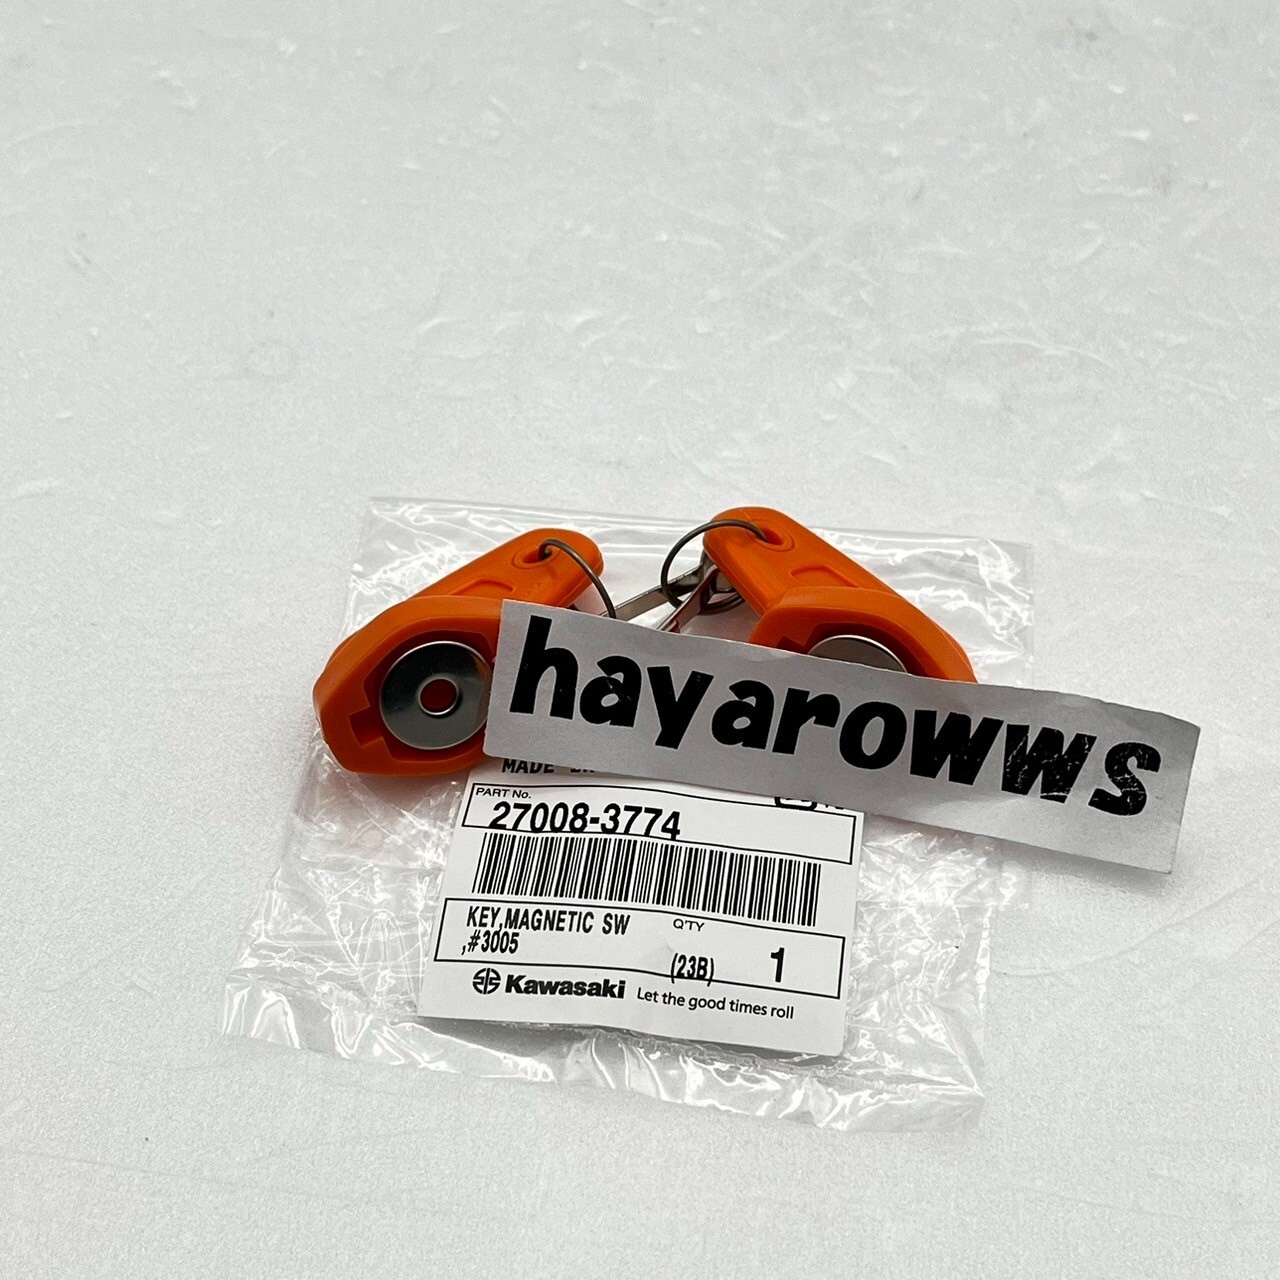 hayarowws
MADE
PART No.
27008-3774
KEY,MAGNETIC SW
,#3005
Q'TY
(23B)
1
Kawasaki
Let the good times roll